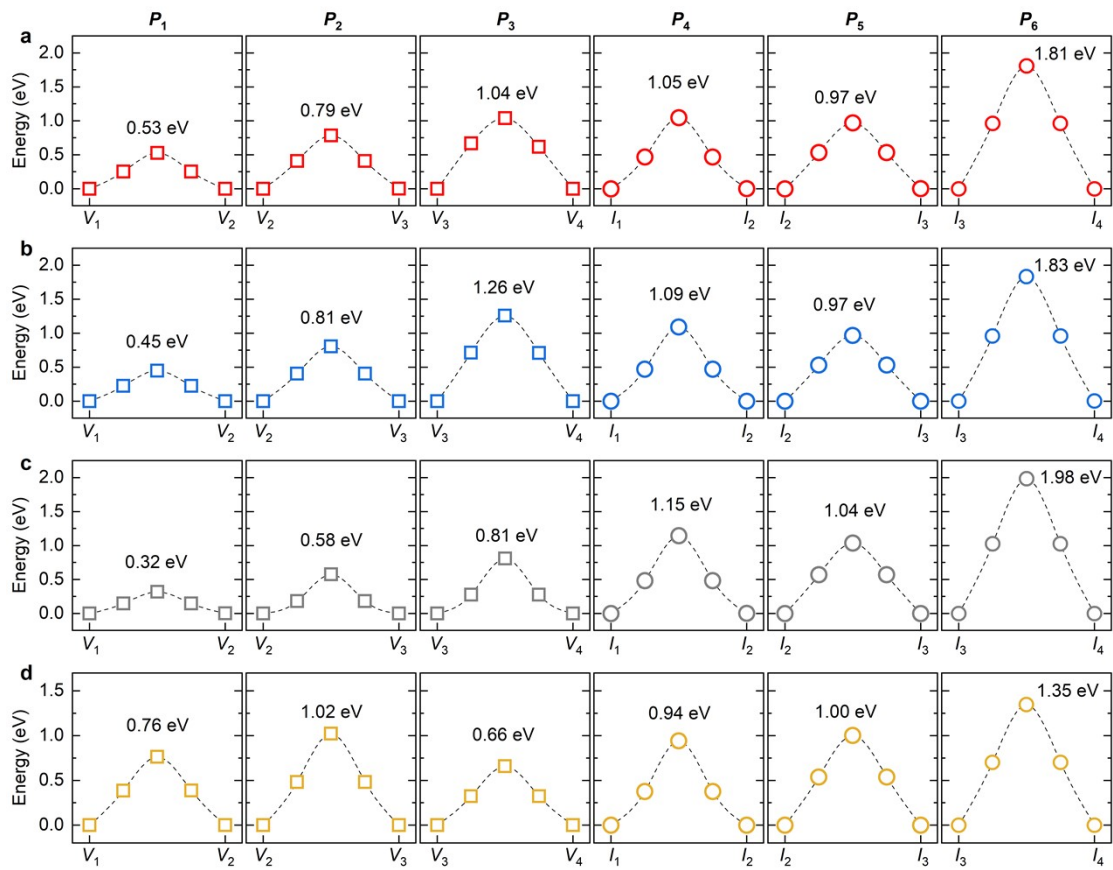 P1 P2 P3 P4 P5 P6
a
Energy (eV)
2.0
1.5
1.0
0.5
0.0
0.53 eV
0.79 eV
1.04 eV
1.05 eV
0.97 eV
1.81 eV
V1 V2 V2 V3 V3 V4 I1 I2 I2 I3 I3 I4
b
Energy (eV)
2.0
1.5
1.0
0.5
0.0
0.45 eV
0.81 eV
1.26 eV
1.09 eV
0.97 eV
1.83 eV
V1 V2 V2 V3 V3 V4 I1 I2 I2 I3 I3 I4
c
Energy (eV)
2.0
1.5
1.0
0.5
0.0
0.32 eV
0.58 eV
0.81 eV
1.15 eV
1.04 eV
1.98 eV
V1 V2 V2 V3 V3 V4 I1 I2 I2 I3 I3 I4
d
Energy (eV)
1.5
1.0
0.5
0.0
0.76 eV
1.02 eV
0.66 eV
0.94 eV
1.00 eV
1.35 eV
V1 V2 V2 V3 V3 V4 I1 I2 I2 I3 I3 I4